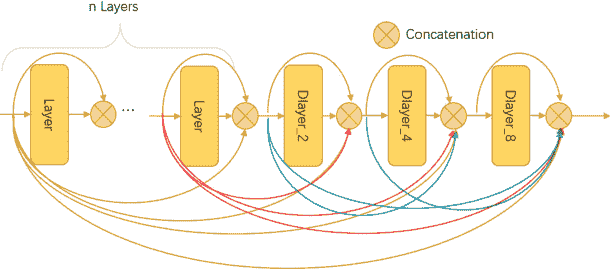 n Layers
Concatenation
Layer
...
Layer
Dlayer_2
Dlayer_4
Dlayer_8